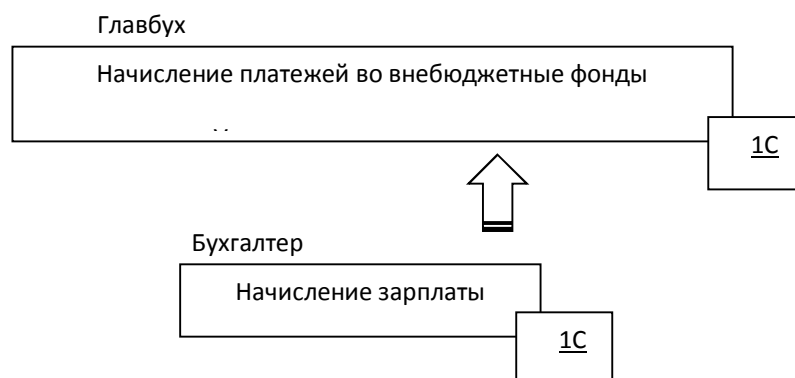 Главбух
Начисление платежей во внебюджетные фонды
1С
Бухгалтер
Начисление зарплаты
1С